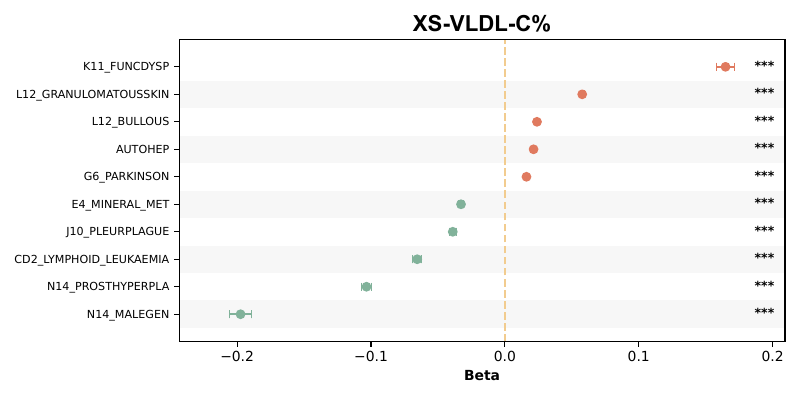 XS-VLDL-C%
K11_FUNCDYSP ***
L12_GRANULOMATOUSSKIN ***
L12_BULLOUS ***
AUTOHEP ***
G6_PARKINSON ***
E4_MINERAL_MET ***
J10_PLEURPLAGUE ***
CD2_LYMPHOID_LEUKAEMIA ***
N14_PROSTHYPERPLA ***
N14_MALEGEN ***
−0.2 −0.1 0.0 0.1 0.2
Beta